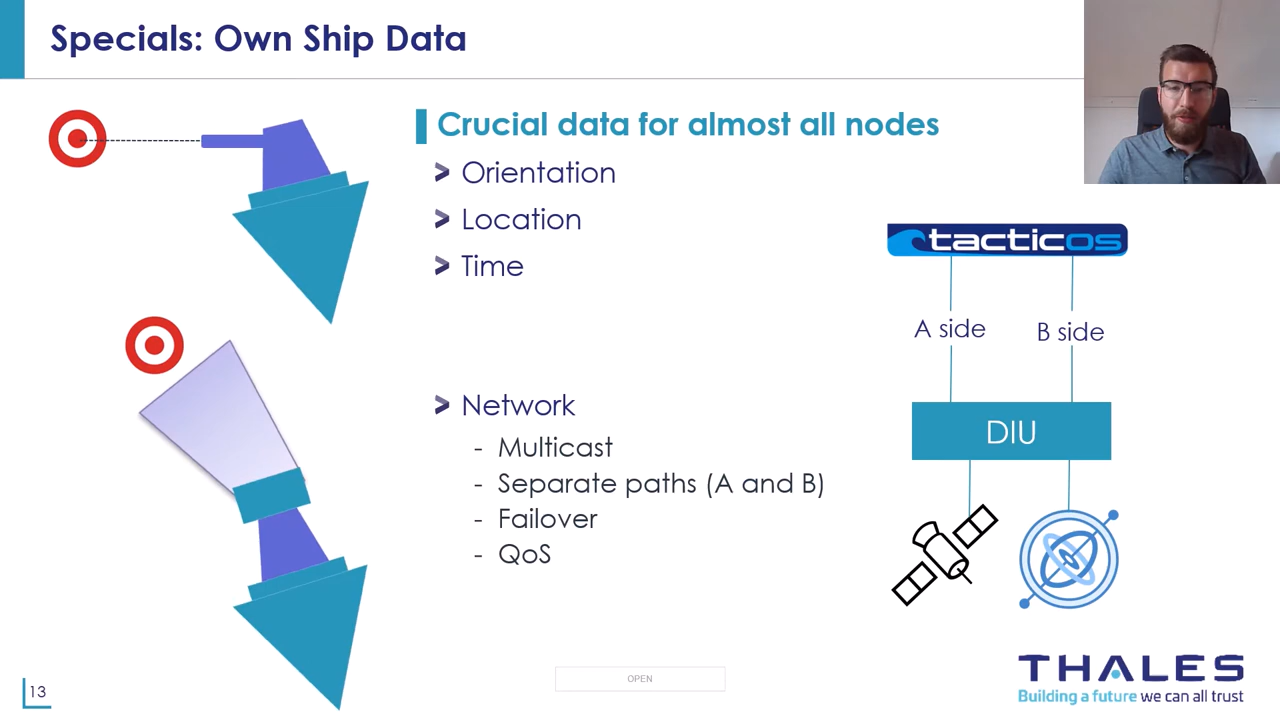 Specials: Own Ship Data
Crucial data for almost all nodes
> Orientation
> Location
> Time
> Network
- Multicast
- Separate paths (A and B)
- Failover
- QoS
tacticos
A side
B side
DIU
13
OPEN
THALES
Building a future we can all trust